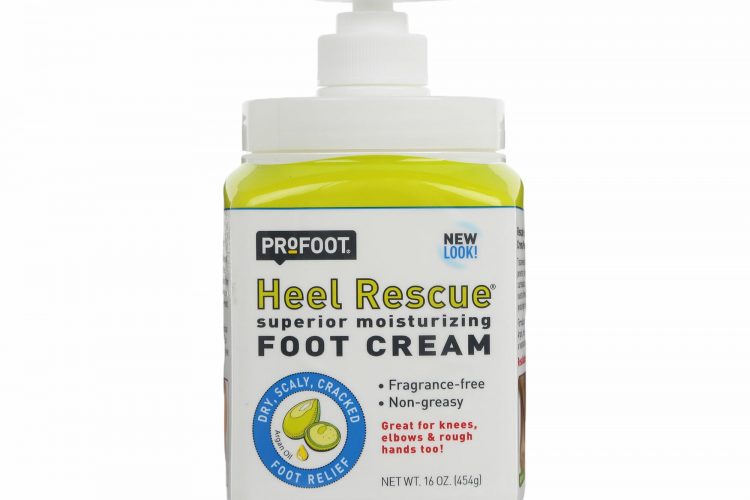 PROFOOT®
NEW
LOOK!
Heel Rescue®
superior moisturizing
FOOT CREAM
DRY, SCALY, CRACKED
Argan Oil
FOOT RELIEF
• Fragrance-free
• Non-greasy
Great for knees,
elbows & rough
hands too!
NET WT. 16 OZ. (454g)